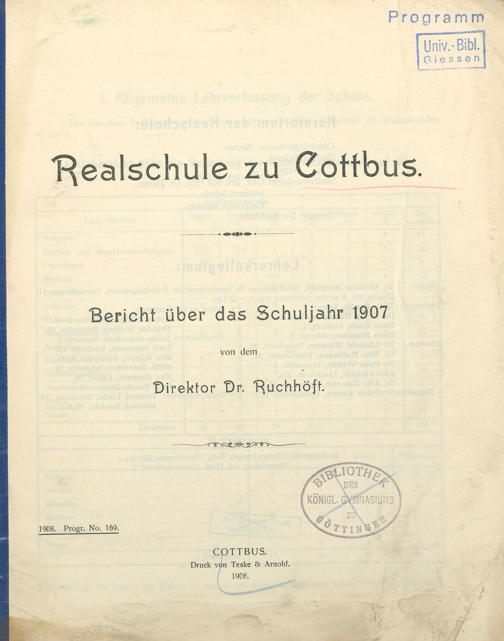 Programm
Univ.-Bibl.
Giessen
Realschule zu Cottbus.
Bericht über das Schuljahr 1907
von dem
Direktor Dr. Ruchhöft.
BIBLIOTHEK
DES
KÖNIGL. GYMNASIUMS
ZU
GÖTTINGEN
1908. Progr. No. 169.
COTTBUS.
Druck von Teske & Arnold.
1908.